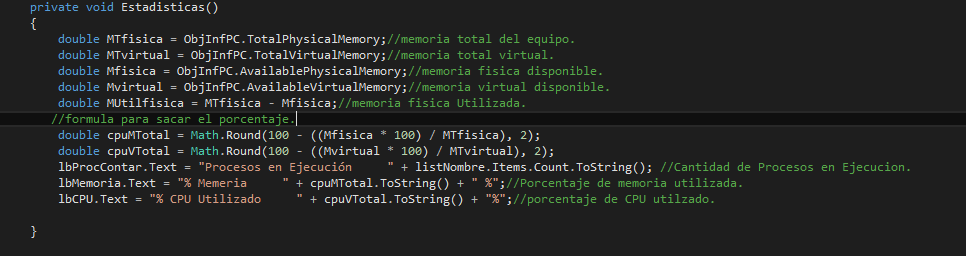 private void Estadisticas()
{
double MTfisica = ObjInfPC.TotalPhysicalMemory;//memoria total del equipo.
double MTvirtual = ObjInfPC.TotalVirtualMemory;//memoria total virtual.
double Mfisica = ObjInfPC.AvailablePhysicalMemory;//memoria fisica disponible.
double Mvirtual = ObjInfPC.AvailableVirtualMemory;//memoria virtual disponible.
double MUtilfisica = MTfisica - Mfisica;//memoria fisica Utilizada.
//formula para sacar el porcentaje.
double cpuMTotal = Math.Round(100 - ((Mfisica * 100) / MTfisica), 2);
double cpuVTotal = Math.Round(100 - ((Mvirtual * 100) / MTvirtual), 2);
lbProcContar.Text = "Procesos en Ejecución     " + listNombre.Items.Count.ToString(); //Cantidad de Procesos en Ejecucion.
lbMemoria.Text = "% Memeria     " + cpuMTotal.ToString() + " %";//Porcentaje de memoria utilizada.
lbCPU.Text = "% CPU Utilizado     " + cpuVTotal.ToString() + "%";//porcentaje de CPU utilzado.
}